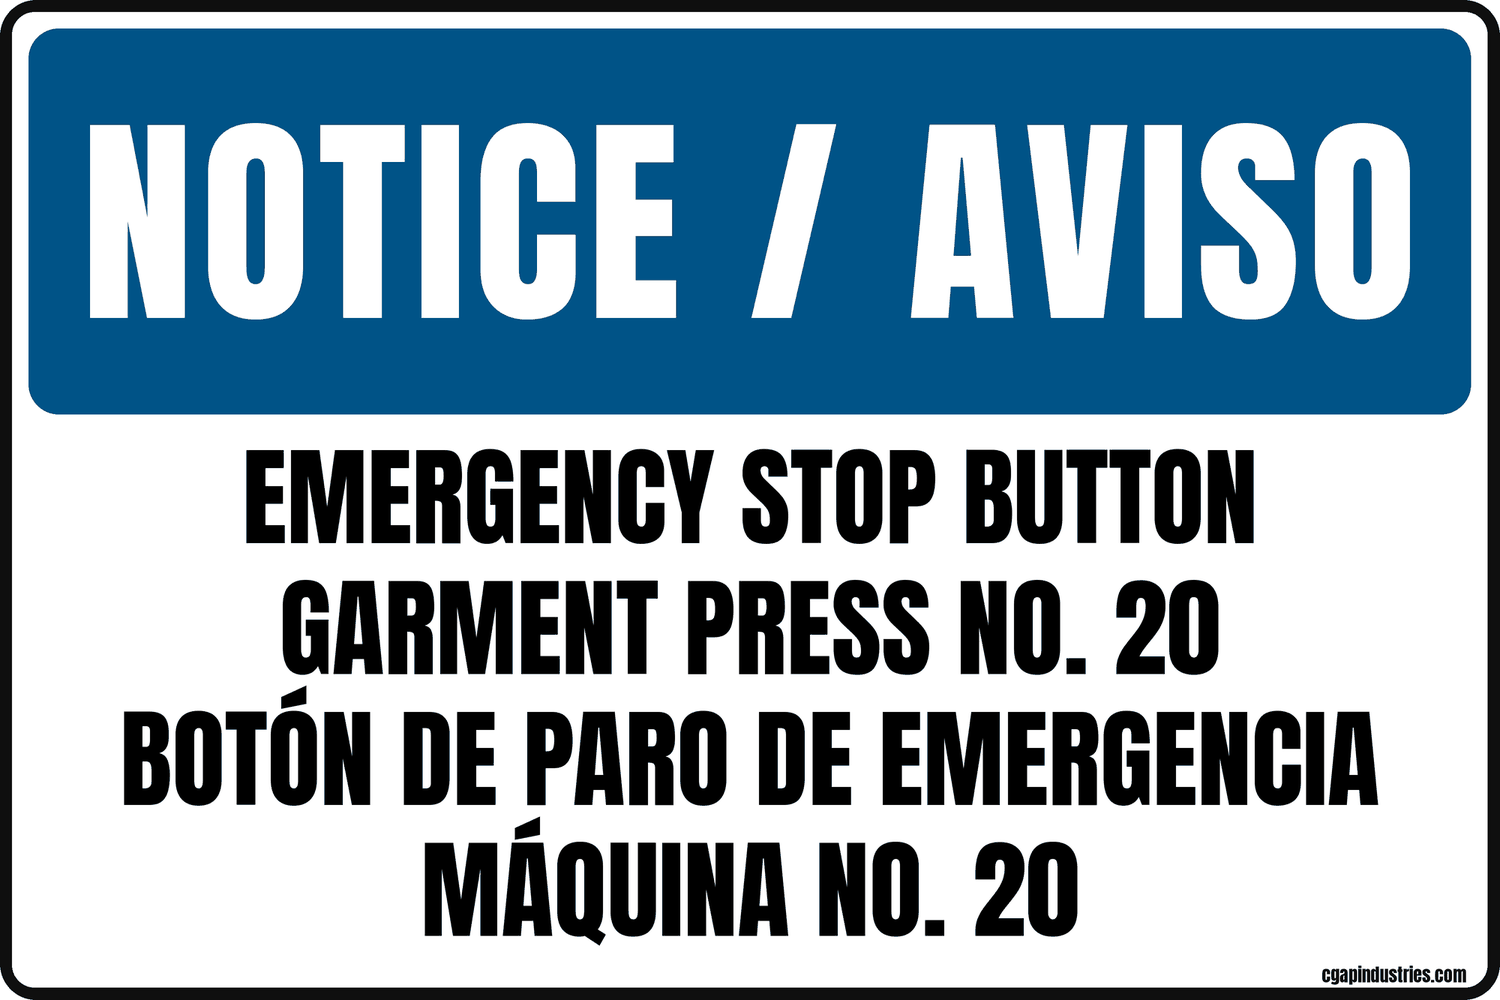 NOTICE / AVISO
EMERGENCY STOP BUTTON
GARMENT PRESS NO. 20
BOTÓN DE PARO DE EMERGENCIA
MÁQUINA NO. 20
cgapindustries.com